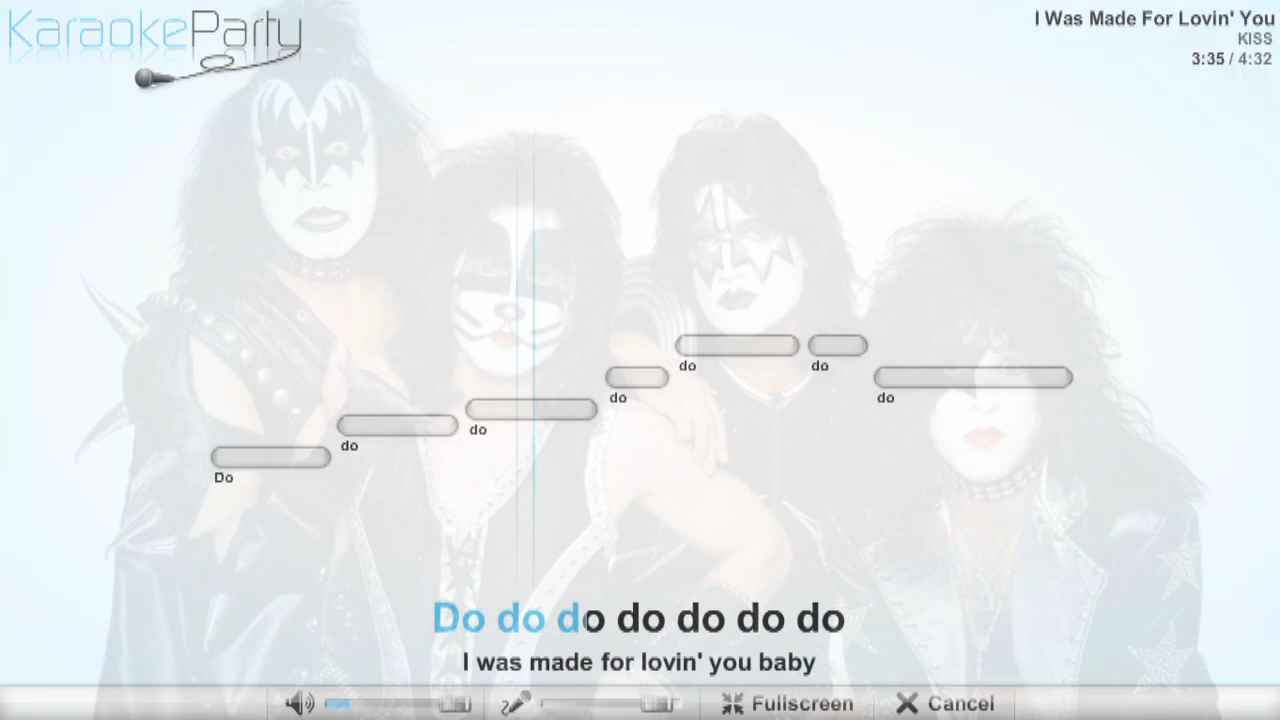 KaraokeParty
I Was Made For Lovin' You
KISS
3:35 / 4:32
do
do
do
do
do
do
Do
Do do do do do do do
I was made for lovin' you baby
Fullscreen
Cancel